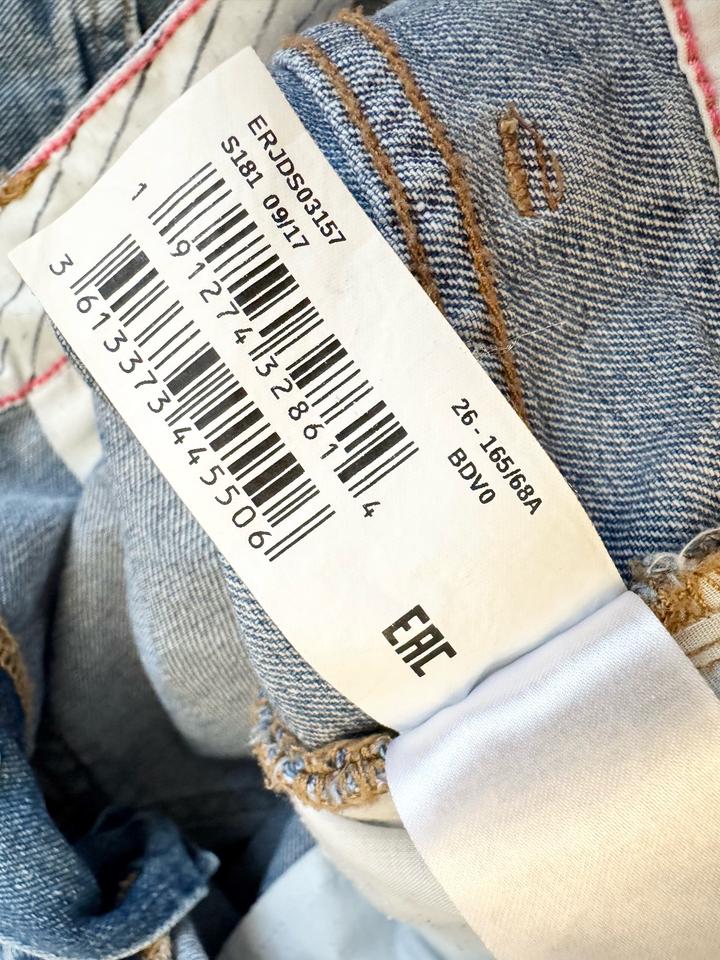 ERJDS03157
S181 09/17
1 91274 32861 4
3 613373 445506
26 - 165/68A
BDV0
EAC